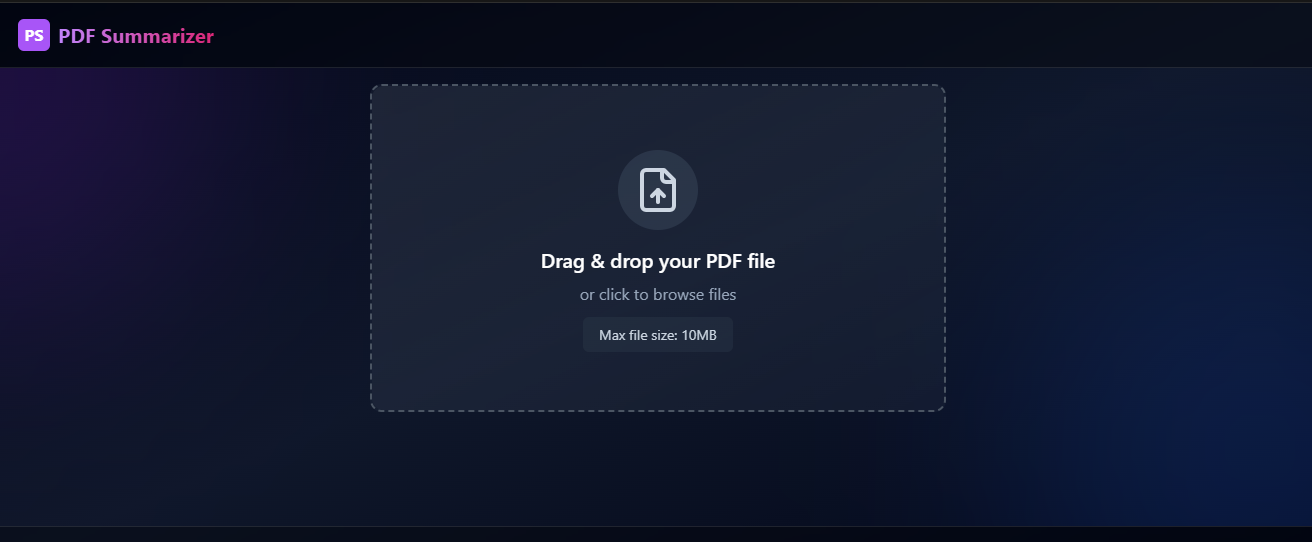 PS PDF Summarizer
Drag & drop your PDF file
or click to browse files
Max file size: 10MB